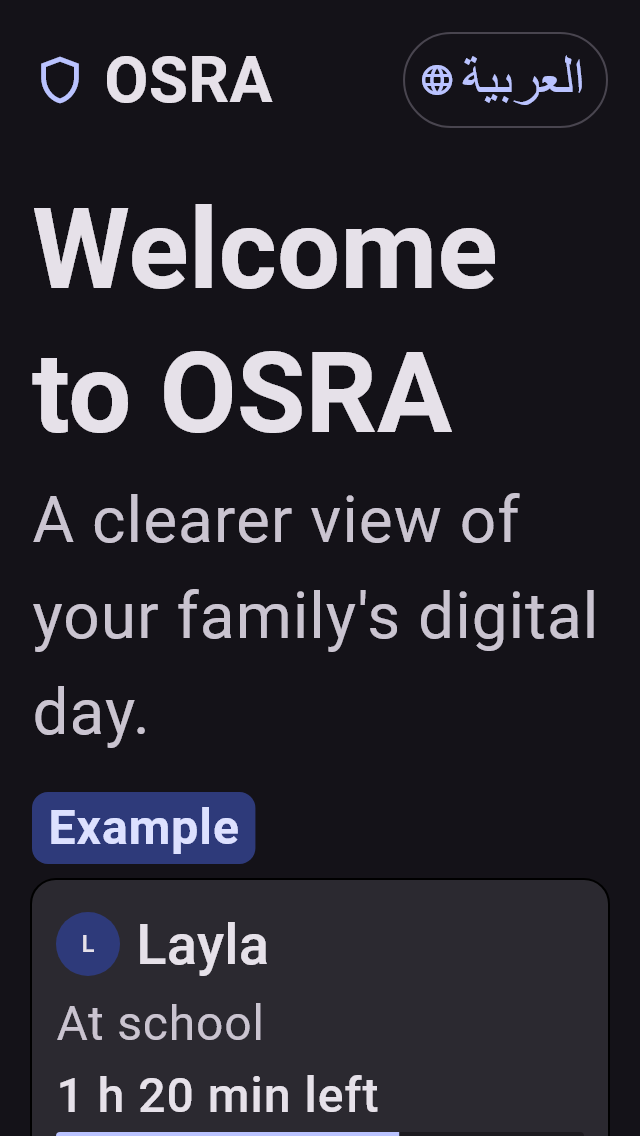 OSRA
العربية
Welcome
to OSRA
A clearer view of
your family's digital
day.
Example
L
Layla
At school
1 h 20 min left